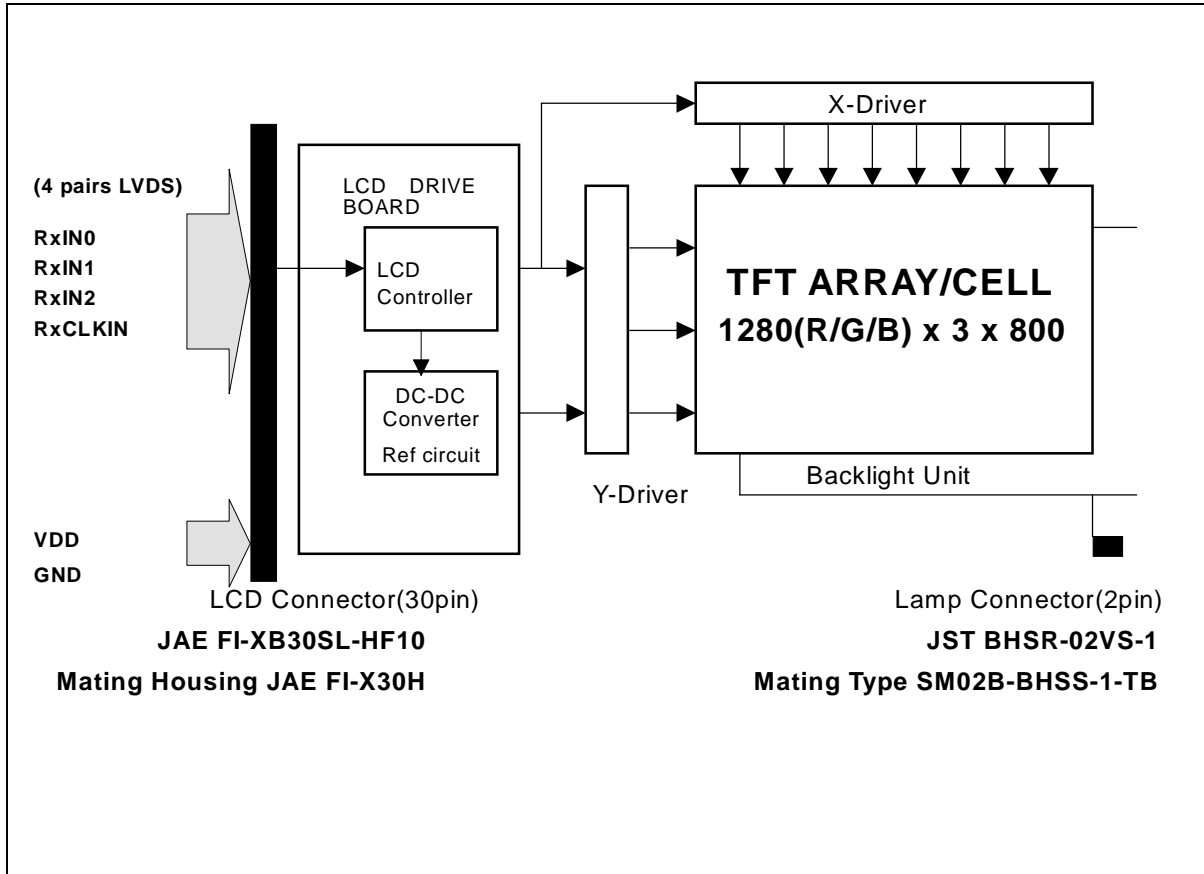 X-Driver
(4 pairs LVDS)
RxIN0
RxIN1
RxIN2
RxCLKIN
LCD DRIVE
BOARD
LCD
Controller
DC-DC
Converter
Ref circuit
TFT ARRAY/CELL
1280(R/G/B) x 3 x 800
Backlight Unit
Y-Driver
VDD
GND
LCD Connector(30pin)
JAE FI-XB30SL-HF10
Mating Housing JAE FI-X30H
Lamp Connector(2pin)
JST BHSR-02VS-1
Mating Type SM02B-BHSS-1-TB